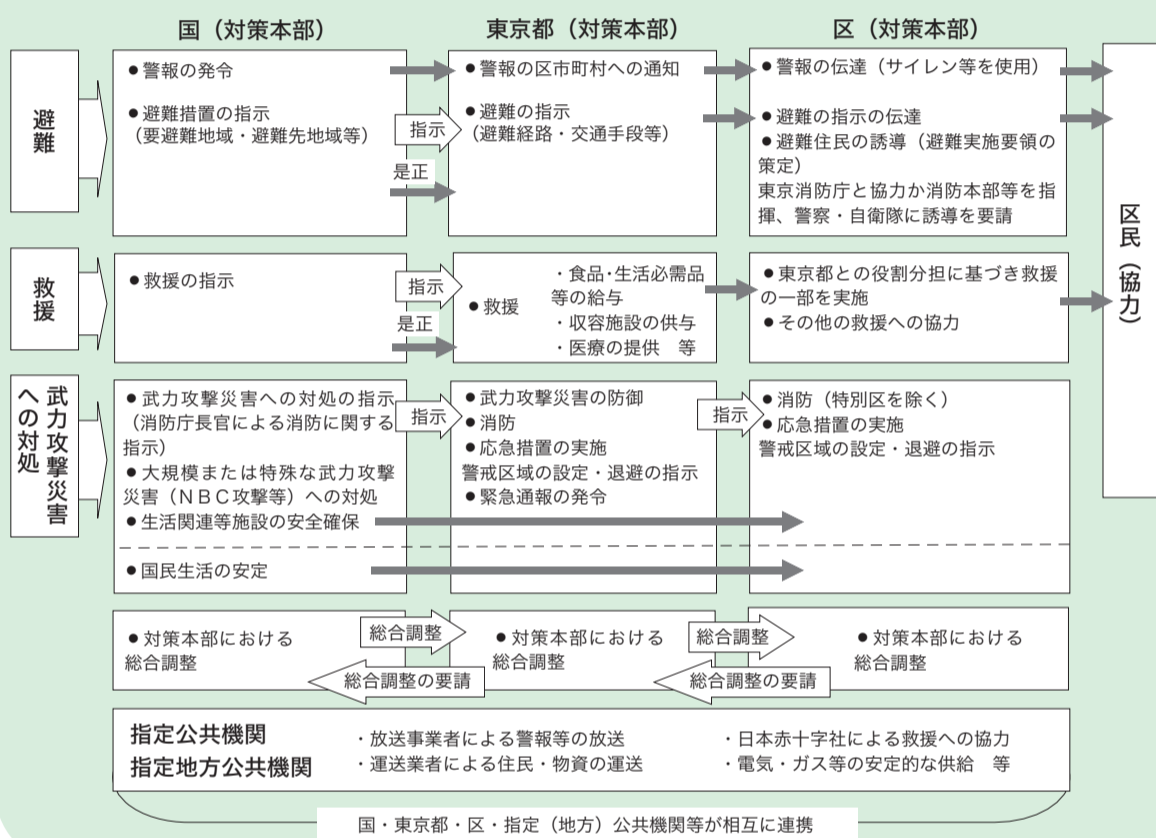 国（対策本部）
東京都（対策本部）
区（対策本部）
避難
●警報の発令
●避難措置の指示
（要避難地域・避難先地域等）
指示
是正
●警報の区市町村への通知
●避難の指示
（避難経路・交通手段等）
●警報の伝達（サイレン等を使用）
●避難の指示の伝達
●避難住民の誘導（避難実施要領の
策定）
東京消防庁と協力か消防本部等を指
揮、警察・自衛隊に誘導を要請
区民（協力）
救援
●救援の指示
指示
是正
●救援
・食品・生活必需品
等の給与
・収容施設の供与
・医療の提供　等
●東京都との役割分担に基づき救援
の一部を実施
●その他の救援への協力
武力攻撃災害
への対処
●武力攻撃災害への対処の指示
（消防庁長官による消防に関する
指示）
●大規模または特殊な武力攻撃
災害（ＮＢＣ攻撃等）への対処
●生活関連等施設の安全確保
●国民生活の安定
指示
●武力攻撃災害の防御
●消防
●応急措置の実施
警戒区域の設定・退避の指示
●緊急通報の発令
指示
●消防（特別区を除く）
●応急措置の実施
警戒区域の設定・退避の指示
●対策本部における
総合調整
総合調整
総合調整の要請
●対策本部における
総合調整
総合調整
総合調整の要請
●対策本部における
総合調整
指定公共機関
指定地方公共機関
・放送事業者による警報等の放送
・運送業者による住民・物資の運送
・日本赤十字社による救援への協力
・電気・ガス等の安定的な供給　等
国・東京都・区・指定（地方）公共機関等が相互に連携